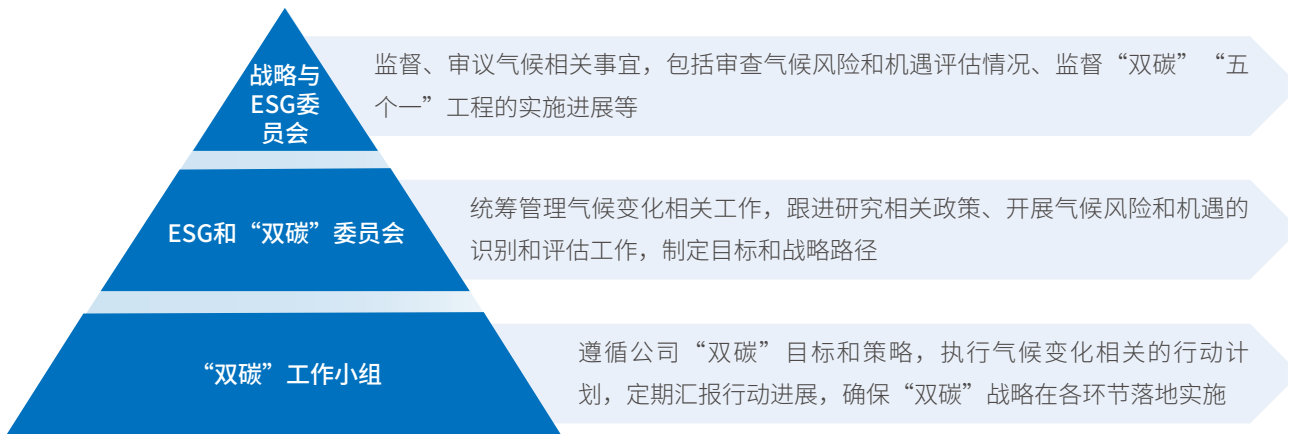 战略与
ESG委
员会
监督、审议气候相关事宜，包括审查气候风险和机遇评估情况、监督“双碳”“五
个一”工程的实施进展等
ESG和“双碳”委员会
统筹管理气候变化相关工作，跟进研究相关政策、开展气候风险和机遇的
识别和评估工作，制定目标和战略路径
“双碳”工作小组
遵循公司“双碳”目标和策略，执行气候变化相关的行动计
划，定期汇报行动进展，确保“双碳”战略在各环节落地实施